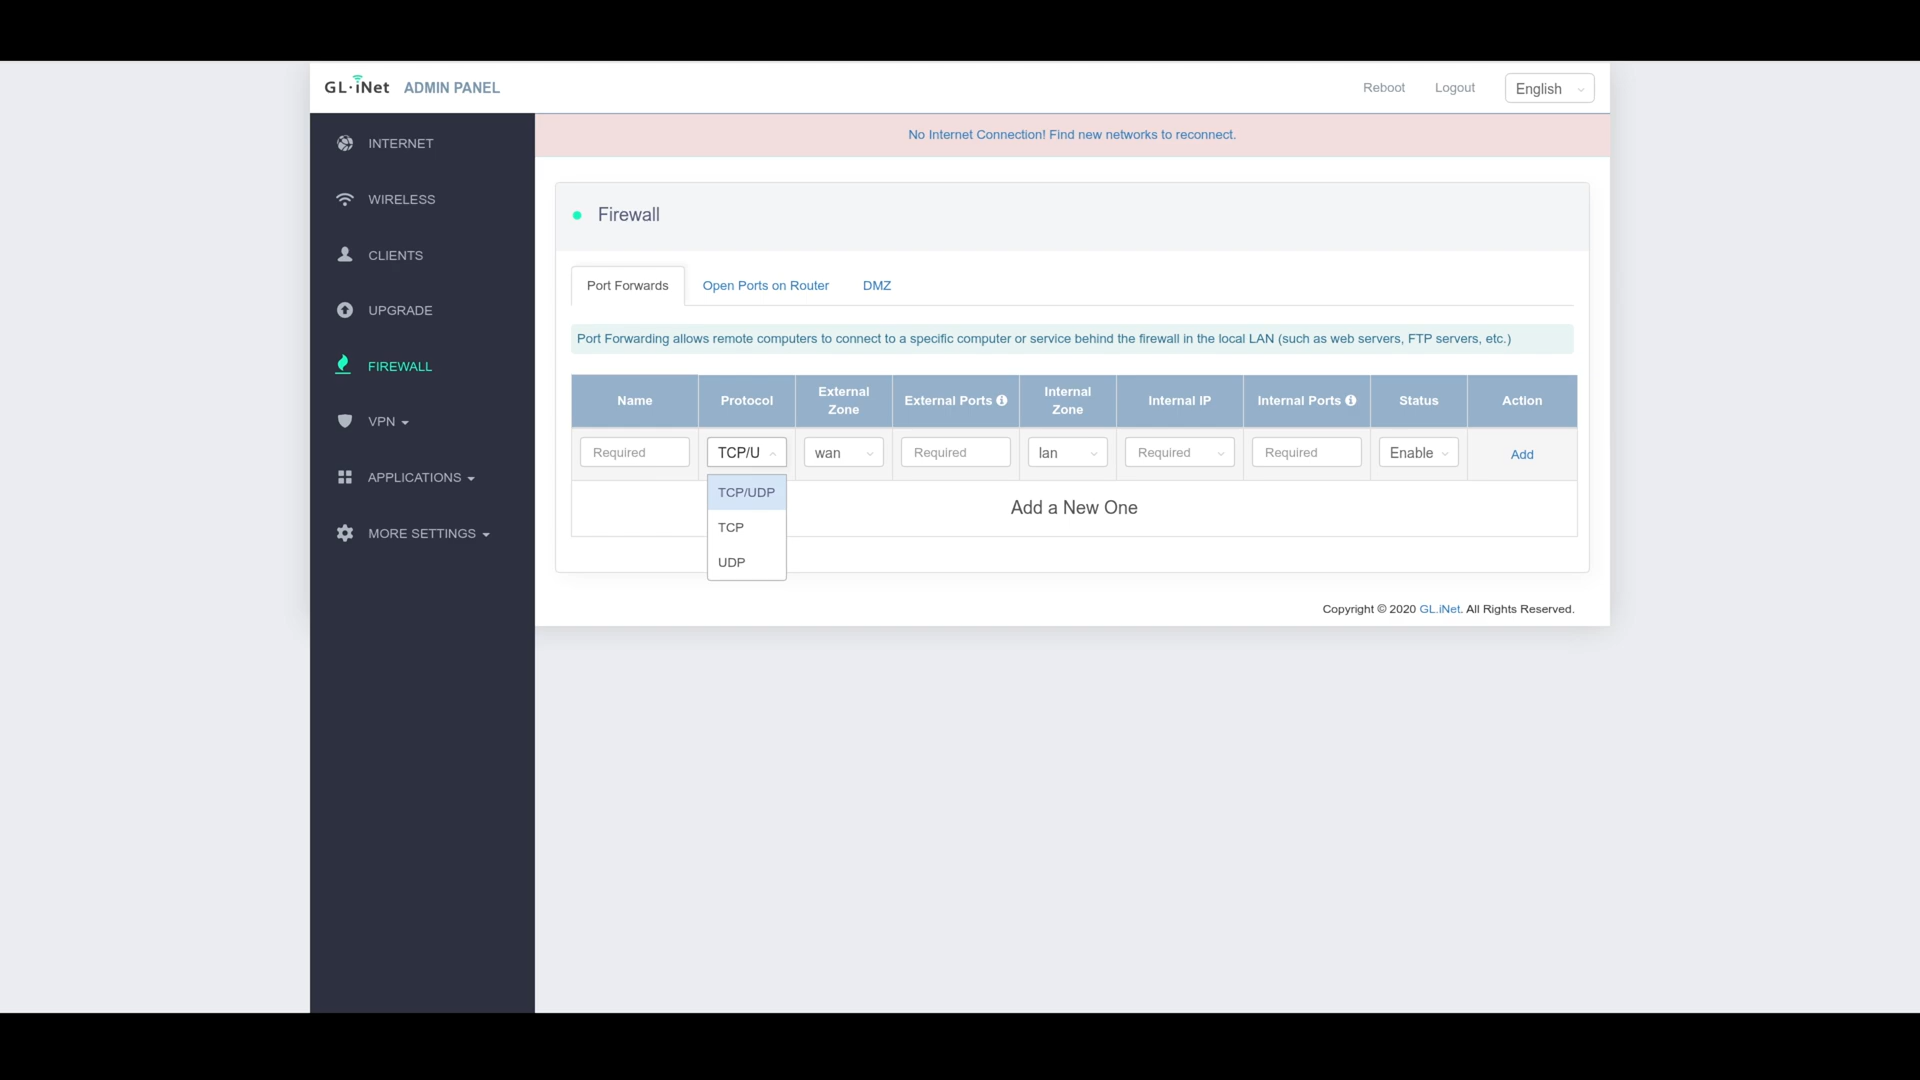 GL·iNet ADMIN PANEL
Reboot
Logout
English
INTERNET
WIRELESS
CLIENTS
UPGRADE
FIREWALL
VPN
APPLICATIONS
MORE SETTINGS
No Internet Connection! Find new networks to reconnect.
Firewall
Port Forwards
Open Ports on Router
DMZ
Port Forwarding allows remote computers to connect to a specific computer or service behind the firewall in the local LAN (such as web servers, FTP servers, etc.)
Name
Protocol
External
Zone
External Ports
Internal
Zone
Internal IP
Internal Ports
Status
Action
Required
TCP/U
wan
Required
lan
Required
Required
Enable
Add
TCP/UDP
TCP
UDP
Add a New One
Copyright © 2020 GL.iNet. All Rights Reserved.